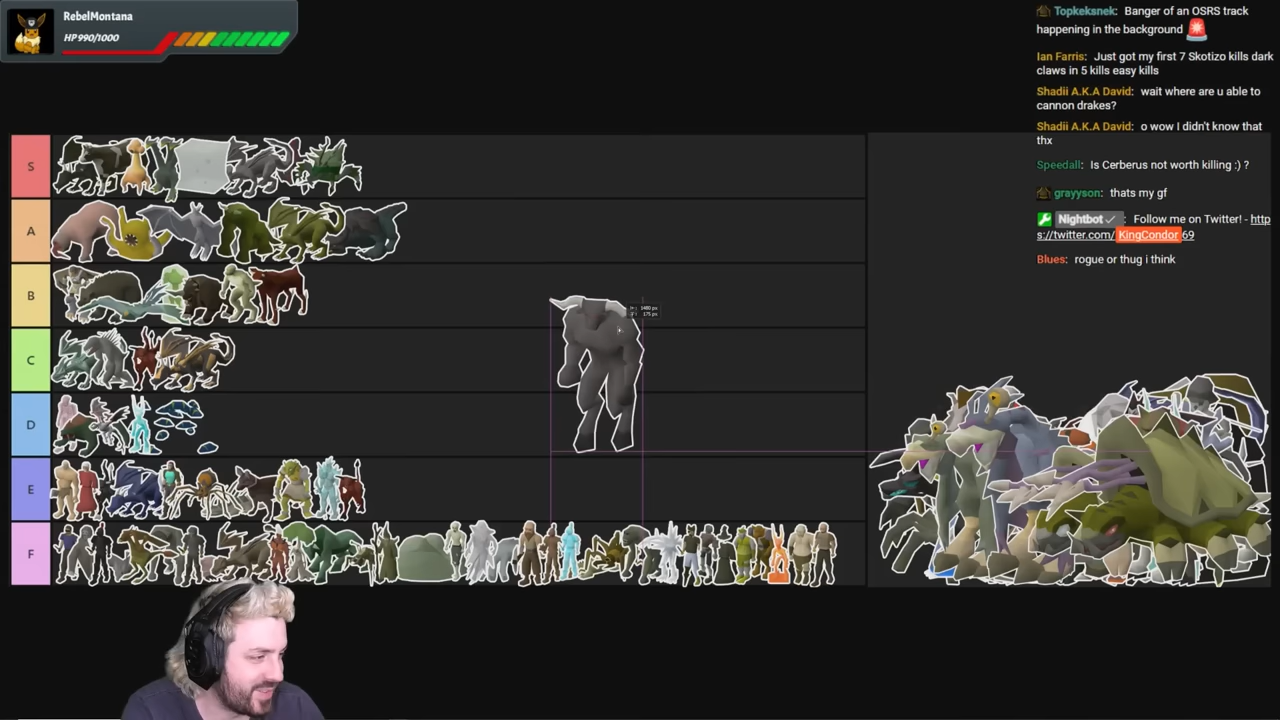 RebelMontana
HP 990/1000
Topkeksnek: Banger of an OSRS track
happening in the background
Ian Farris: Just got my first 7 Skotizo kills dark
claws in 5 kills easy kills
Shadii A.K.A David: wait where are u able to
cannon drakes?
Shadii A.K.A David: o wow I didn't know that
thx
Speedall: Is Cerberus not worth killing :) ?
grayyson: thats my gf
Nightbot ✓: Follow me on Twitter! - http
s://twitter.com/KingCondor69
Blues: rogue or thug i think
S
A
B
C
D
E
F